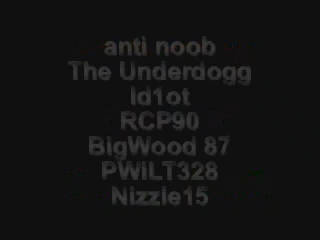 anti noob
The Underdogg
Id1ot
RCP90
BigWood 87
PWiLT328
Nizzle15